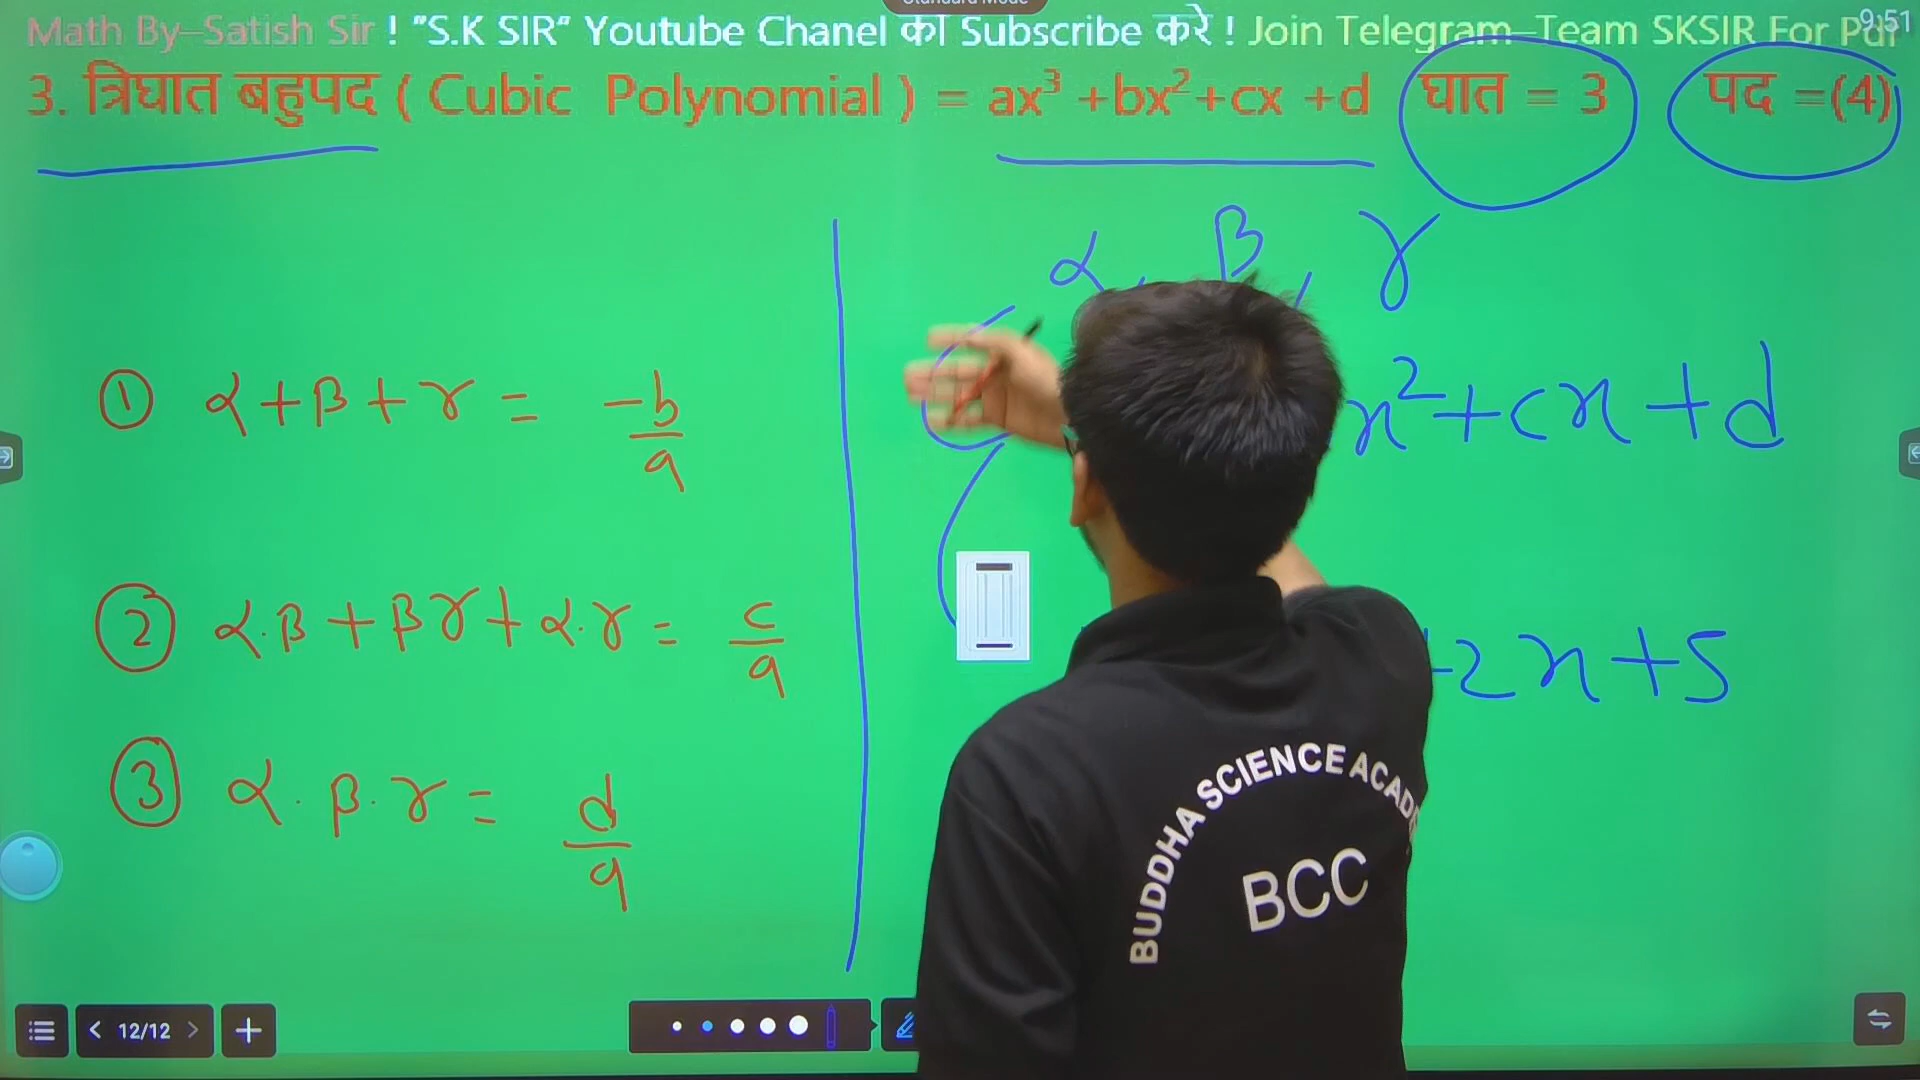 Math By–Satish Sir ! "S.K SIR" Youtube Chanel को Subscribe करे ! Join Telegram–Team SKSIR For Pdf
9:51
3. त्रिघात बहुपद ( Cubic Polynomial ) = ax³ +bx²+cx +d घात = 3 पद =(4)
α, β, γ
① α+β+γ = -b/a
x²+cx+d
② α.β+βγ+α.γ = c/a
2x+5
③ α.β.γ = d/a
BUDDHA SCIENCE ACAD
BCC
12/12